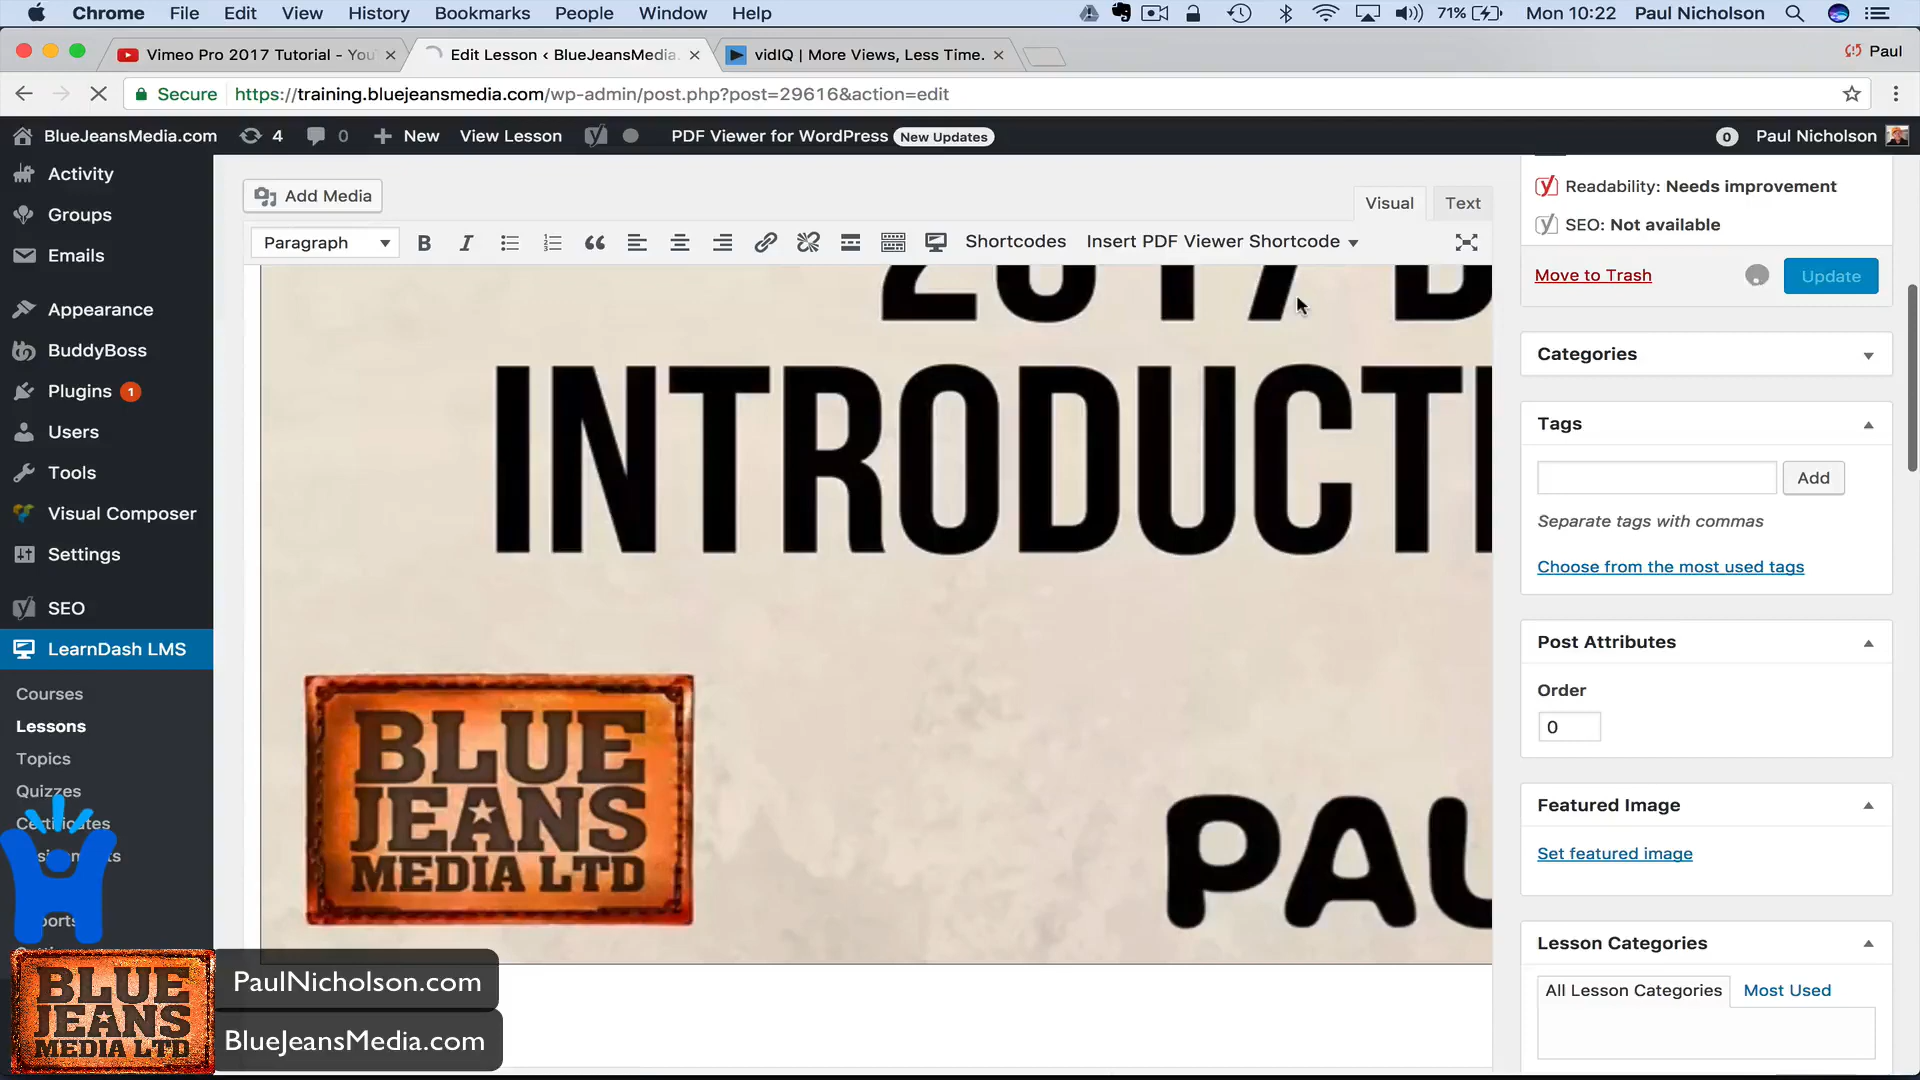 Chrome File Edit View History Bookmarks People Window Help 71% Mon 10:22 Paul Nicholson
Vimeo Pro 2017 Tutorial - You Edit Lesson ‹ BlueJeansMedia. vidIQ | More Views, Less Time. Paul
Secure https://training.bluejeansmedia.com/wp-admin/post.php?post=29616&action=edit
BlueJeansMedia.com 4 0 New View Lesson PDF Viewer for WordPress New Updates 0 Paul Nicholson
Activity
Groups
Emails
Appearance
BuddyBoss
Plugins 1
Users
Tools
Visual Composer
Settings
SEO
LearnDash LMS
Courses
Lessons
Topics
Quizzes
Certificates
Add Media
Visual Text
Paragraph B I Shortcodes Insert PDF Viewer Shortcode
2017
INTRODUCTI
BLUE
JEANS
MEDIA LTD
PAU
Readability: Needs improvement
SEO: Not available
Move to Trash Update
Categories
Tags
Add
Separate tags with commas
Choose from the most used tags
Post Attributes
Order
0
Featured Image
Set featured image
Lesson Categories
All Lesson Categories Most Used
BLUE
JEANS
MEDIA LTD
PaulNicholson.com
BlueJeansMedia.com